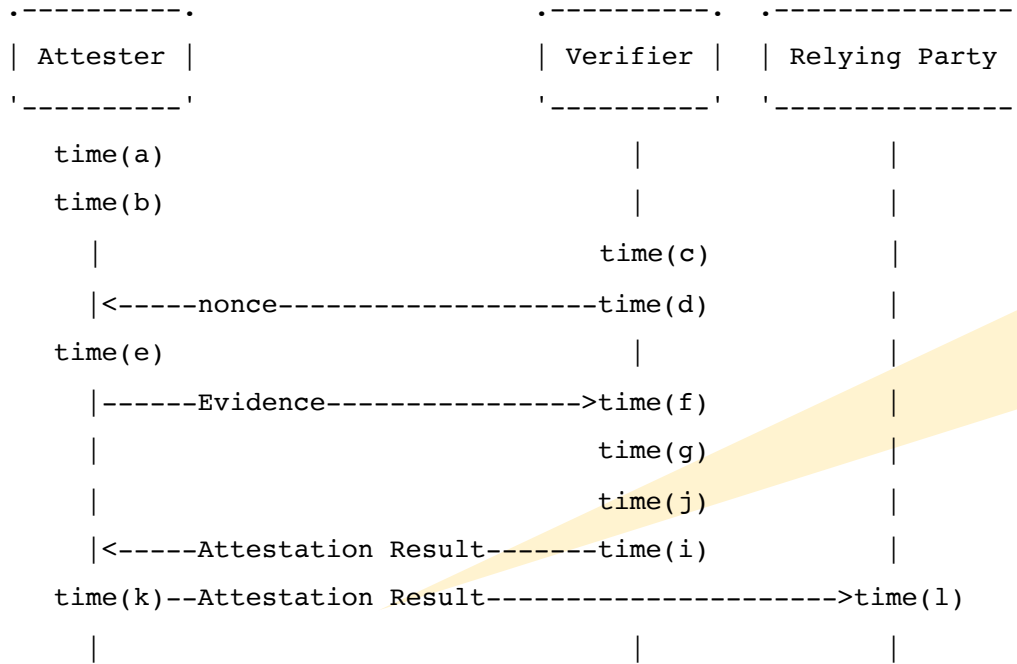 .----------.                      .----------.  .---------------
| Attester |                      | Verifier |  | Relying Party
'----------'                      '----------'  '---------------
   time(a)                              |                |
   time(b)                              |                |
     |                                time(c)            |
     |<-----nonce--------------------time(d)            |
   time(e)                              |                |
     |------Evidence---------------->time(f)            |
     |                                time(g)            |
     |                                time(j)            |
     |<-----Attestation Result-------time(i)            |
   time(k)--Attestation Result---------------------->time(l)
     |                                  |                |